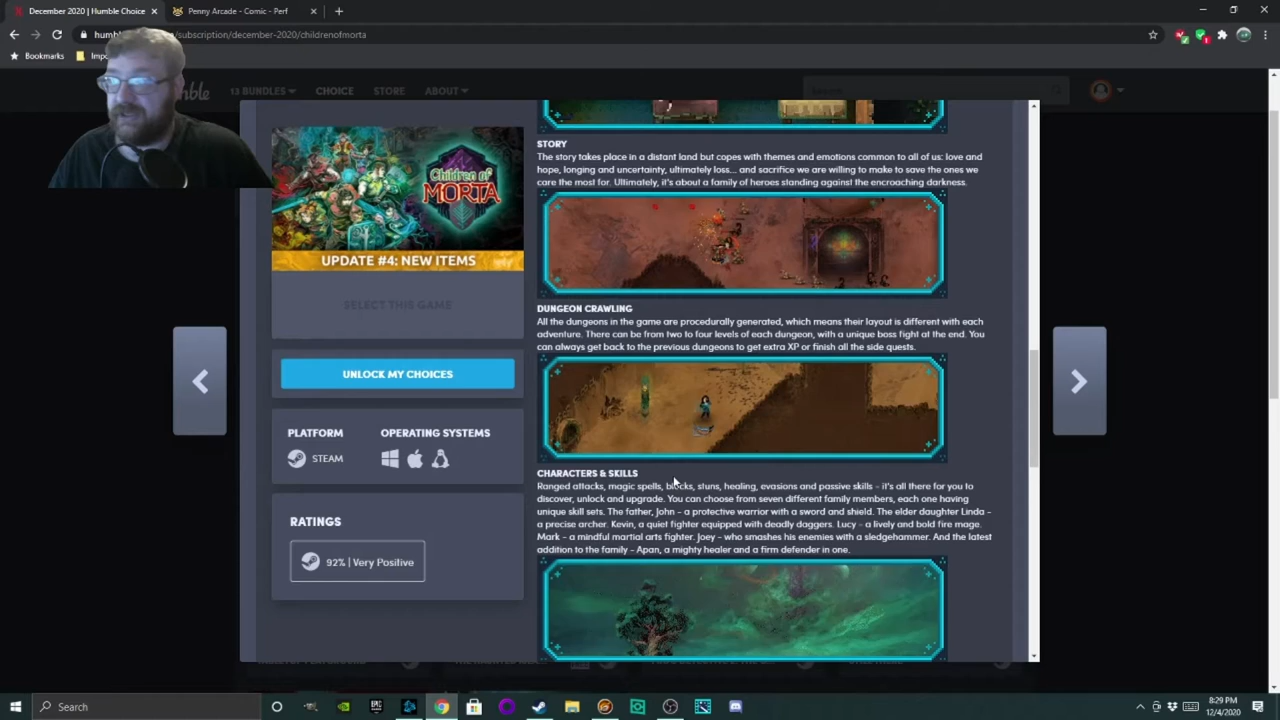 December 2020 | Humble Choice
Penny Arcade - Comic - Perf
/subscription/december-2020/childrenofmorta
Bookmarks
13 BUNDLES
CHOICE
STORE
ABOUT
Children of
MORTA
UPDATE #4: NEW ITEMS
SELECT THIS GAME
UNLOCK MY CHOICES
PLATFORM
OPERATING SYSTEMS
STEAM
RATINGS
92% | Very Positive
STORY
The story takes place in a distant land but copes with themes and emotions common to all of us: love and
hope, longing and uncertainty, ultimately loss... and sacrifice we are willing to make to save the ones we
care the most for. Ultimately, it's about a family of heroes standing against the encroaching darkness.
DUNGEON CRAWLING
All the dungeons in the game are procedurally generated, which means their layout is different with each
adventure. There can be from two to four levels of each dungeon, with a unique boss fight at the end. You
can always get back to the previous dungeons to get extra XP or finish all the side quests.
CHARACTERS & SKILLS
Ranged attacks, magic spells, blocks, stuns, healing, evasions and passive skills - it's all there for you to
discover, unlock and upgrade. You can choose from seven different family members, each one having
unique skill sets. The father, John - a protective warrior with a sword and shield. The elder daughter Linda -
a precise archer. Kevin, a quiet fighter equipped with deadly daggers. Lucy - a lively and bold fire mage.
Mark - a mindful martial arts fighter. Joey - who smashes his enemies with a sledgehammer. And the latest
addition to the family - Apan, a mighty healer and a firm defender in one.
Search
8:29 PM
12/4/2020